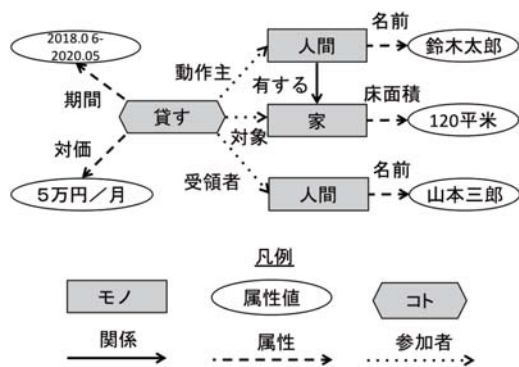 2018.0 6-
2020.05
人間
名前
鈴木太郎
動作主
有する
期間
貸す
対象
家
床面積
120平米
対価
5万円／月
受領者
人間
名前
山本三郎
凡例
モノ
属性値
コト
関係
属性
参加者